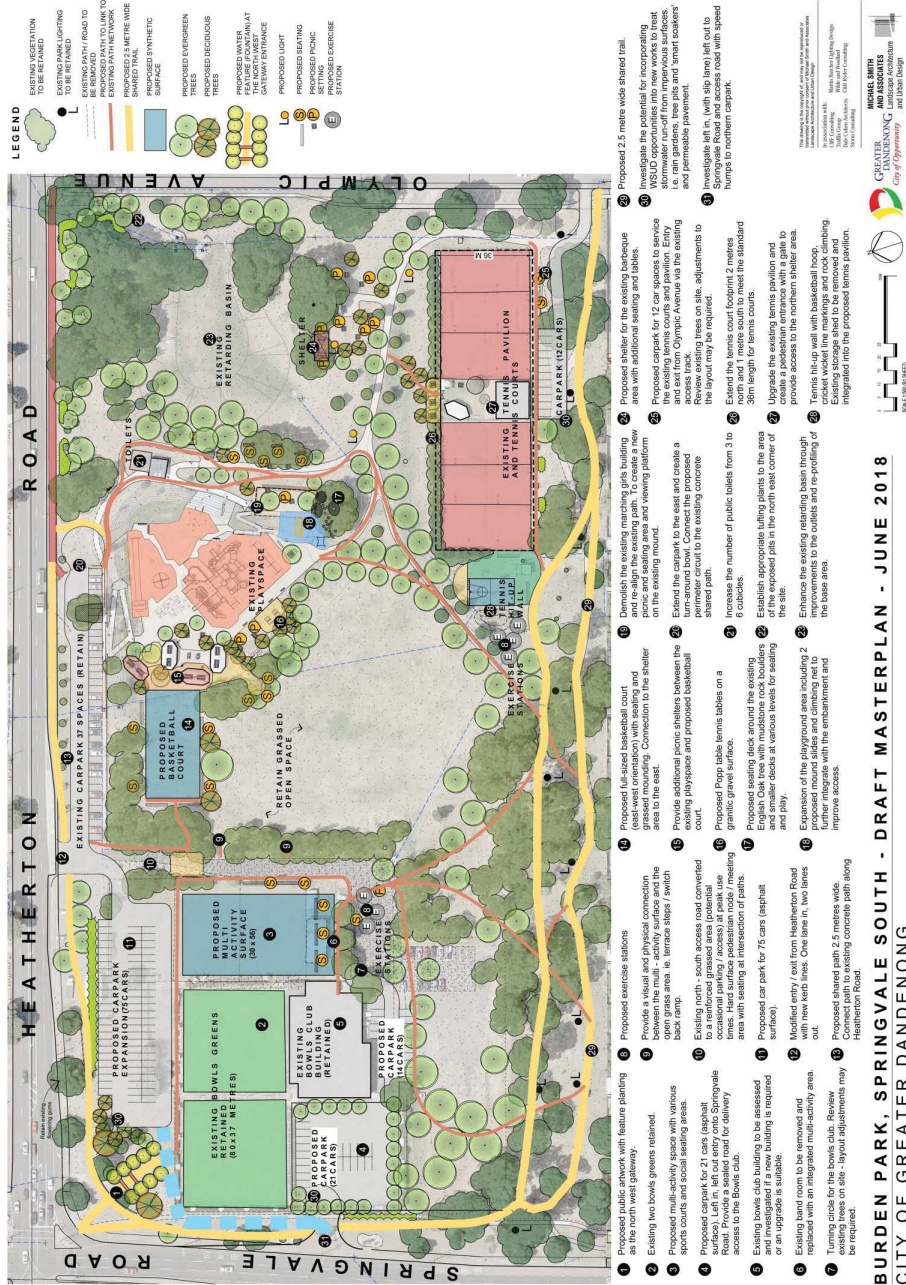 HEATHERTON ROAD
OLYMPIC AVENUE
SPRINGVALE ROAD
LEGEND
EXISTING VEGETATION
TO BE RETAINED
EXISTING PARK LIGHTING
TO BE RETAINED
EXISTING PATH / ROAD TO
BE REMOVED
PROPOSED PATH TO LINK TO
EXISTING PATH NETWORK
PROPOSED 2.5 METRE WIDE
SHARED TRAIL
PROPOSED SYNTHETIC
SURFACE
PROPOSED EVERGREEN
TREES
PROPOSED DECIDUOUS
TREES
PROPOSED WATER
FEATURE (FOUNTAIN) AT
THE NORTH WEST
GATEWAY ENTRANCE
PROPOSED LIGHT
PROPOSED SEATING
PROPOSED PICNIC
SETTING
PROPOSED EXERCISE
STATION
L
L
S
P
E
Retain existing
spotting gums
PROPOSED CARPARK
EXPANSION (75CARS)
EXISTING CARPARK 37 SPACES (RETAIN)
EXISTING BOWLS GREENS
RETAINED
(80X37 METRES)
PROPOSED
MULTI
ACTIVITY
SURFACE
(30 x 56)
EXISTING
BOWLS CLUB
BUILDING
(RETAINED)
PROPOSED
CARPARK
(21 CARS)
PROPOSED
CARPARK
(14 CARS)
EXERCISE
STATIONS
PROPOSED
BASKETBALL
COURT
RETAIN GRASSED
OPEN SPACE
EXISTING
PLAYSPACE
TOILETS
EXISTING
RETARDING BASIN
SHELTER
EXISTING TENNIS PAVILION
AND TENNIS COURTS
36 M
CARPARK (12CARS)
TENNIS
HIT-UP
WALL
EXERCISE
STATIONS
1 Proposed public artwork with feature planting
as the north west gateway.
2 Existing two bowls greens retained.
3 Proposed multi-activity space with various
sports courts and social seating areas.
4 Proposed carpark for 21 cars (asphalt
surface). Left in, left out entry onto Springvale
Road. Provide a sealed road for delivery
access to the Bowls club.
5 Existing bowls club building to be assessed
and investigated if a new building is required
or an upgrade is suitable.
6 Existing band room to be removed and
replaced with an integrated multi-activity area.
7 Turning circle for the bowls club. Review
existing trees on site - layout adjustments may
be required.
8 Proposed exercise stations
9 Provide a visual and physical connection
between the multi - activity surface and the
open grass area. ie. terrace steps / switch
back ramp.
10 Existing north - south access road converted
to a reinforced grassed area (potential
occasional parking / access) at peak use
times. Hard surface pedestrian node / meeting
area with seating at intersection of paths.
11 Proposed car park for 75 cars (asphalt
surface).
12 Modified entry / exit from Heatherton Road
with new kerb lines. One lane in, two lanes
out.
13 Proposed shared path 2.5 metres wide.
Connect path to existing concrete path along
Heatherton Road.
14 Proposed full-sized basketball court
(east-west orientation) with seating and
grassed mounding. Connection to the shelter
area to the east.
15 Provide additional picnic shelters between the
existing playspace and proposed basketball
court.
16 Proposed Popp table tennis tables on a
granitic gravel surface.
17 Proposed seating deck around the existing
English Oak tree with mudstone rock boulders
and smaller decks at various levels for seating
and play.
18 Expansion of the playground area including 2
proposed mound slides and climbing net to
further integrate with the embankment and
improve access.
19 Demolish the existing marching girls building
and re-align the existing path. To create a new
picnic and seating area and viewing platform
on the existing mound.
20 Extend the carpark to the east and create a
turn-around bowl. Connect the proposed
perimeter circuit to the existing concrete
shared path.
21 Increase the number of public toilets from 3 to
6 cubicles.
22 Establish appropriate tufting plants to the area
of the exposed pits in the north east corner of
the site.
23 Enhance the existing retarding basin through
improvements to the outlets and re-profiling of
the base area.
24 Proposed shelter for the existing barbeque
area with additional seating and tables.
25 Proposed carpark for 12 car spaces to service
the existing tennis courts and pavilion. Entry
and exit from Olympic Avenue via the existing
access track.
Review existing trees on site, adjustments to
the layout may be required.
26 Extend the tennis court footprint 2 metres
north and 1 metre south to meet the standard
36m length for tennis courts.
27 Upgrade the existing tennis pavilion and
create a pedestrian entrance with a gate to
provide access to the northern shelter area.
28 Tennis hit-up wall with basketball hoop,
cricket wicket line markings and rock climbing.
Existing storage shed to be removed and
integrated into the proposed tennis pavilion.
29 Proposed 2.5 metre wide shared trail.
30 Investigate the potential for incorporating
WSUD opportunities into new works to treat
stormwater run-off from impervious surfaces.
i.e. rain gardens, tree pits and 'smart soakers'
and permeable pavement.
31 Investigate left in, (with slip lane) left out to
Springvale Road and access road with speed
humps to northern carpark.
BURDEN PARK, SPRINGVALE SOUTH - DRAFT MASTERPLAN - JUNE 2018
CITY OF GREATER DANDENONG
GREATER
DANDENONG
City of Opportunity
MICHAEL SMITH
AND ASSOCIATES
Landscape Architecture
and Urban Design